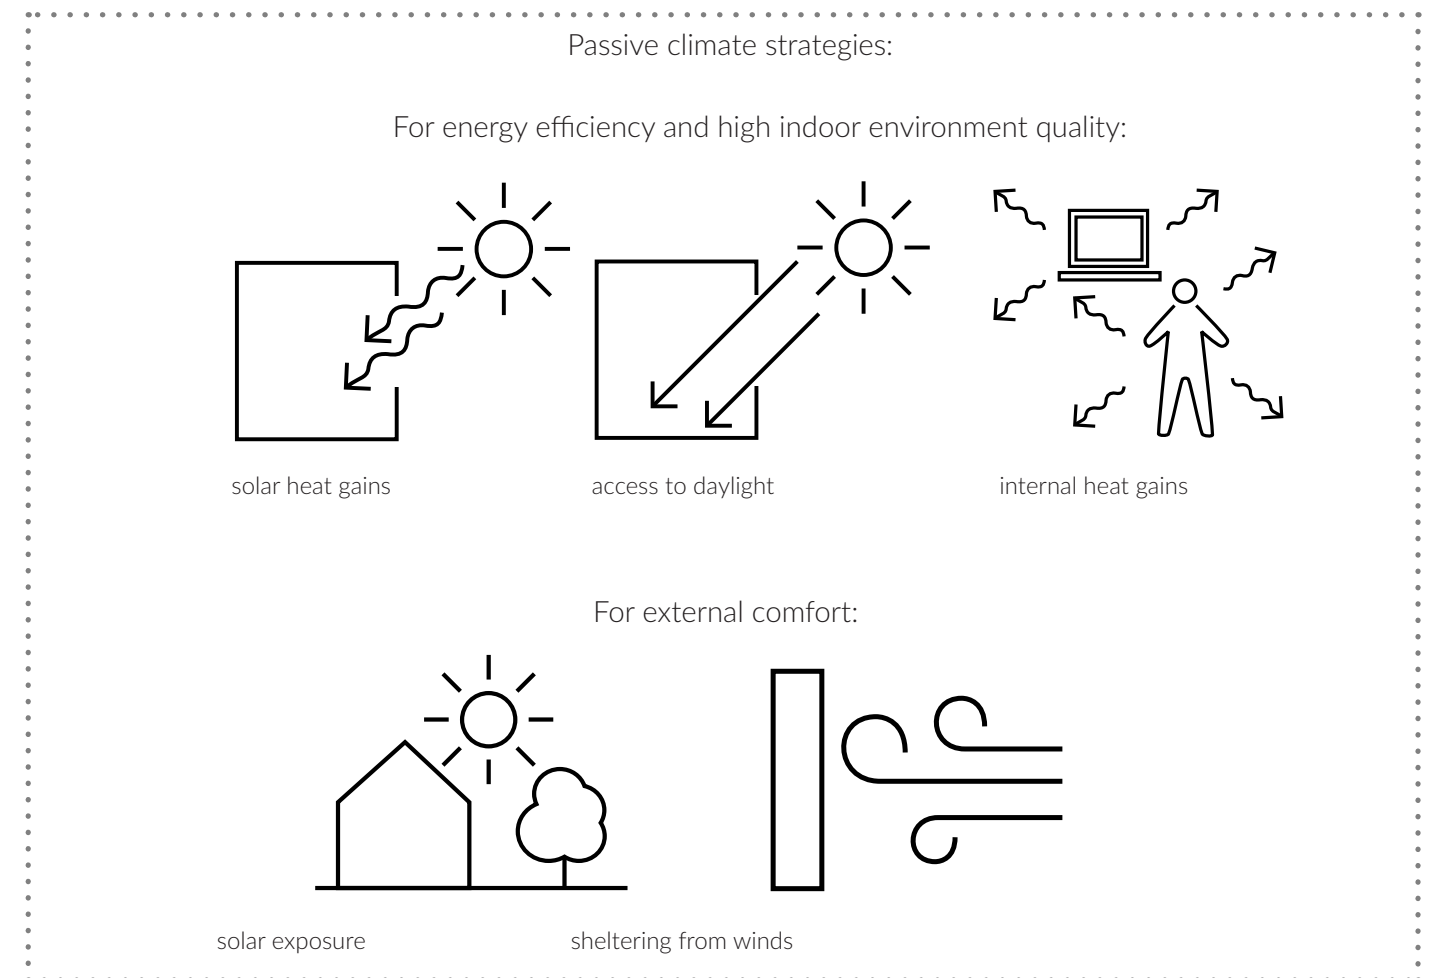 Passive climate strategies:
For energy efficiency and high indoor environment quality:
solar heat gains
access to daylight
internal heat gains
For external comfort:
solar exposure
sheltering from winds